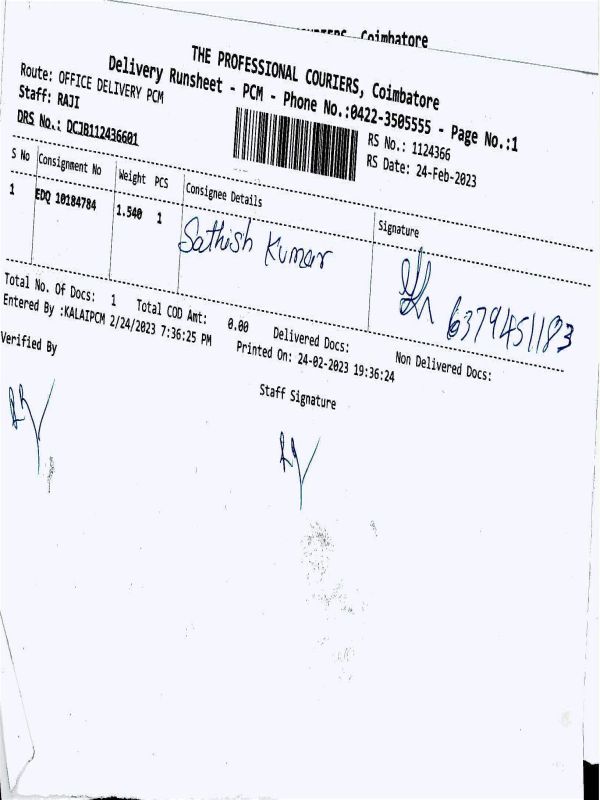 COURIERS, Coimbatore
THE PROFESSIONAL COURIERS, Coimbatore
Delivery Runsheet - PCM - Phone No.:0422-3505555 - Page No.:1
Route: OFFICE DELIVERY PCM
Staff: RAJI
RS No.: 1124366
DRS No.: DCJB112436601
RS Date: 24-Feb-2023
S No Consignment No Weight PCS Consignee Details Signature
1 EDQ 10184784 1.540 1 Sathish Kumar 6379451183
Total No. Of Docs: 1 Total COD Amt: 0.00 Delivered Docs: Non Delivered Docs:
Entered By :KALAIPCM 2/24/2023 7:36:25 PM Printed On: 24-02-2023 19:36:24
Verified By Staff Signature